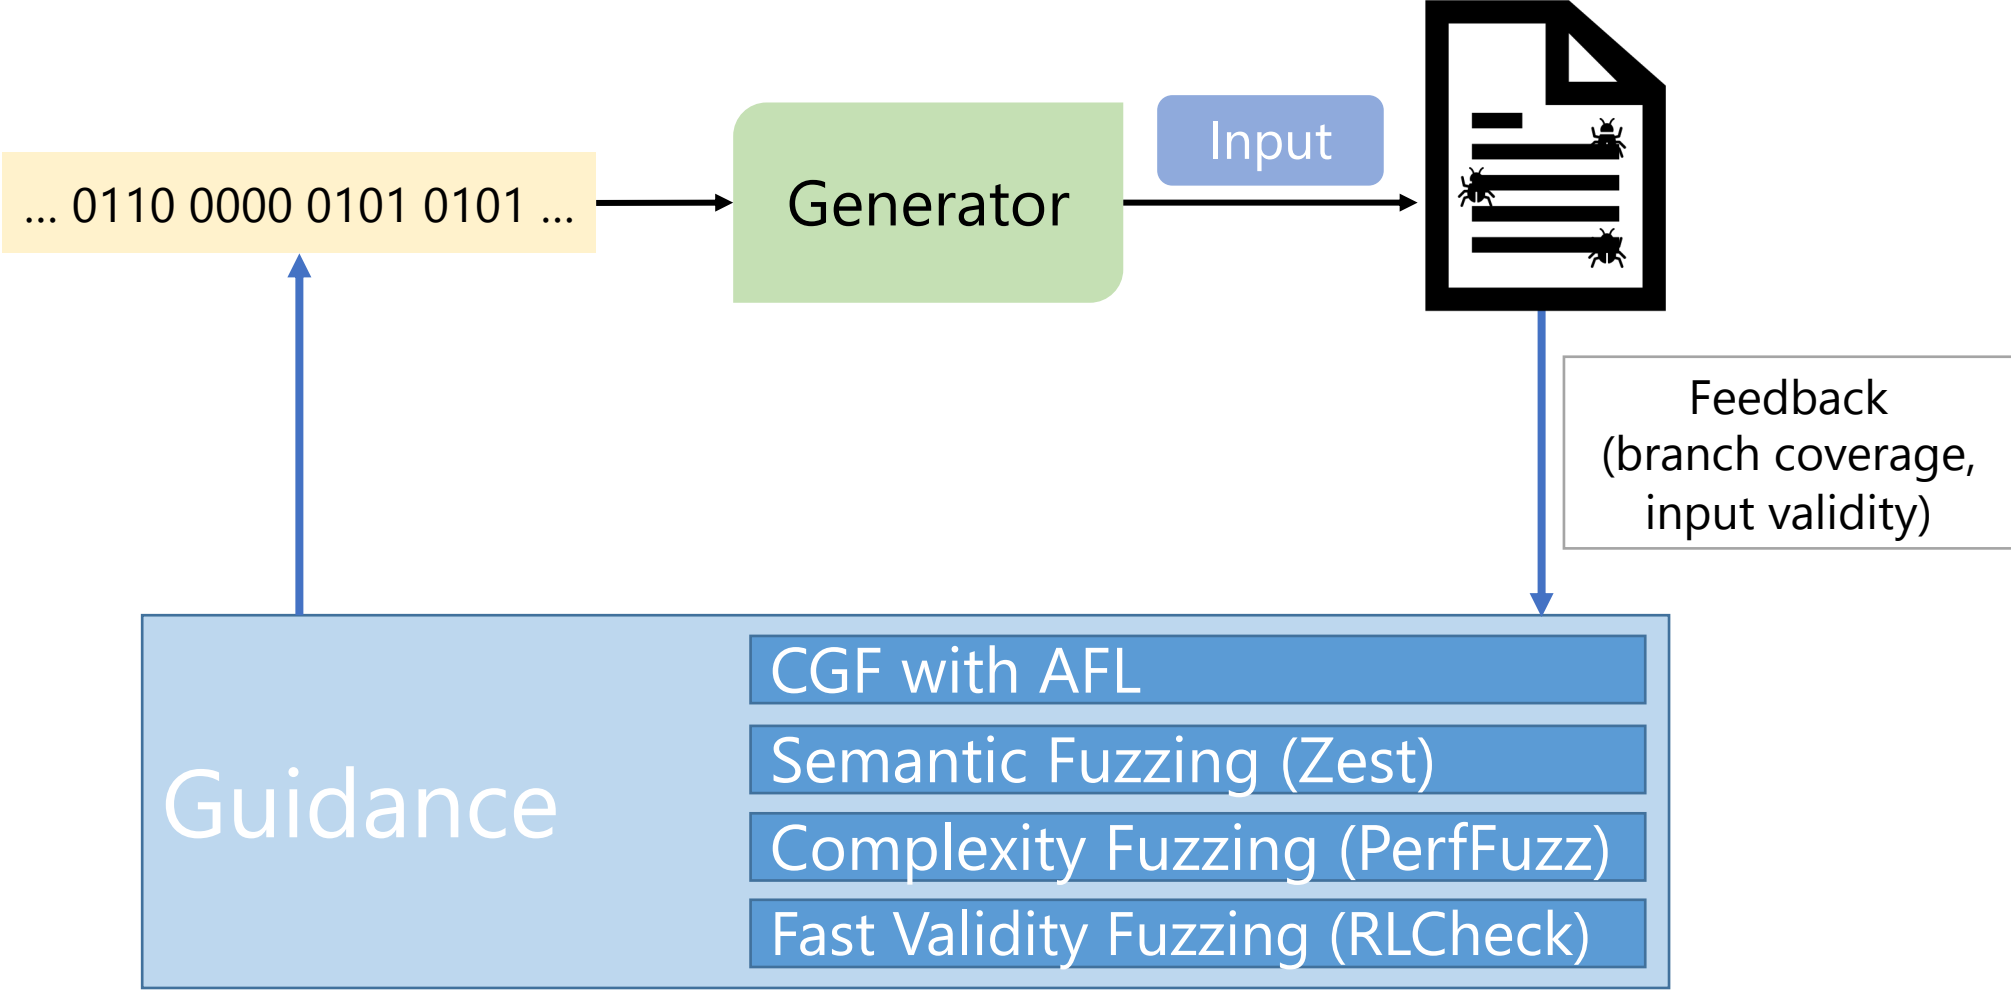 ... 0110 0000 0101 0101 ...
Generator
Input
Feedback
(branch coverage,
input validity)
Guidance
CGF with AFL
Semantic Fuzzing (Zest)
Complexity Fuzzing (PerfFuzz)
Fast Validity Fuzzing (RLCheck)